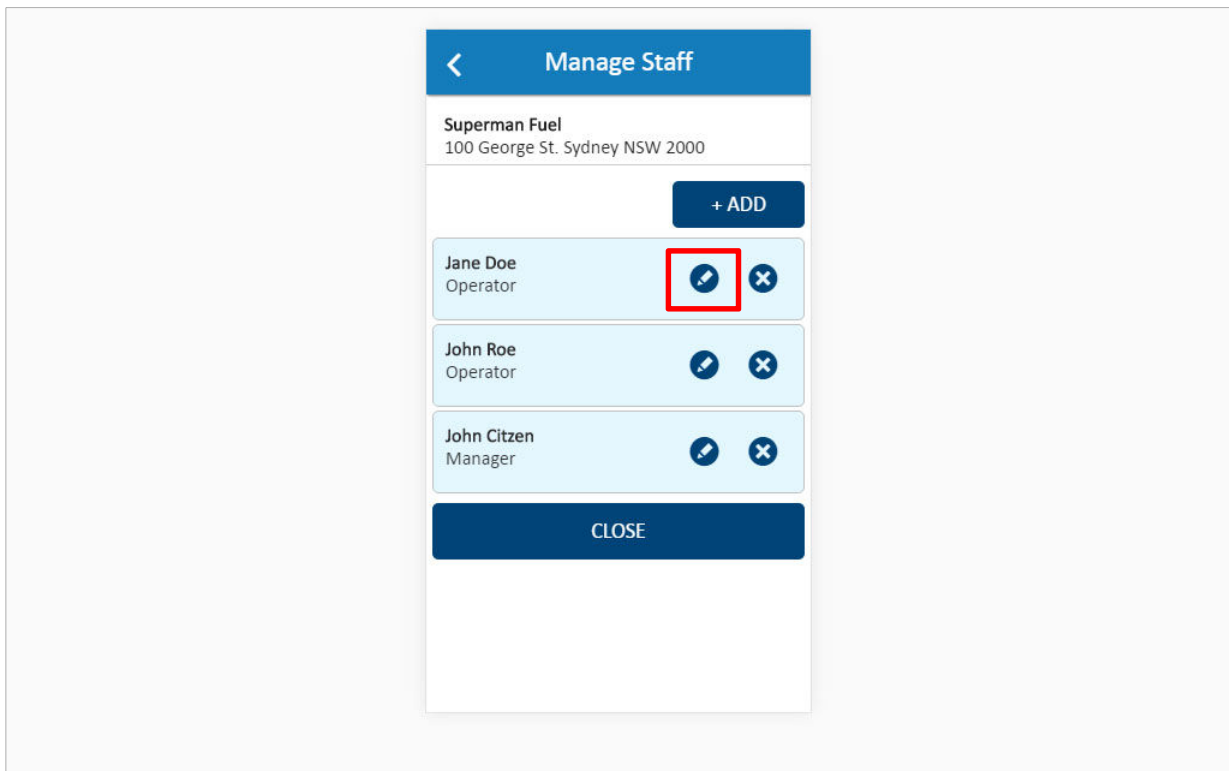 Manage Staff
Superman Fuel
100 George St. Sydney NSW 2000
+ ADD
Jane Doe
Operator
John Roe
Operator
John Citzen
Manager
CLOSE